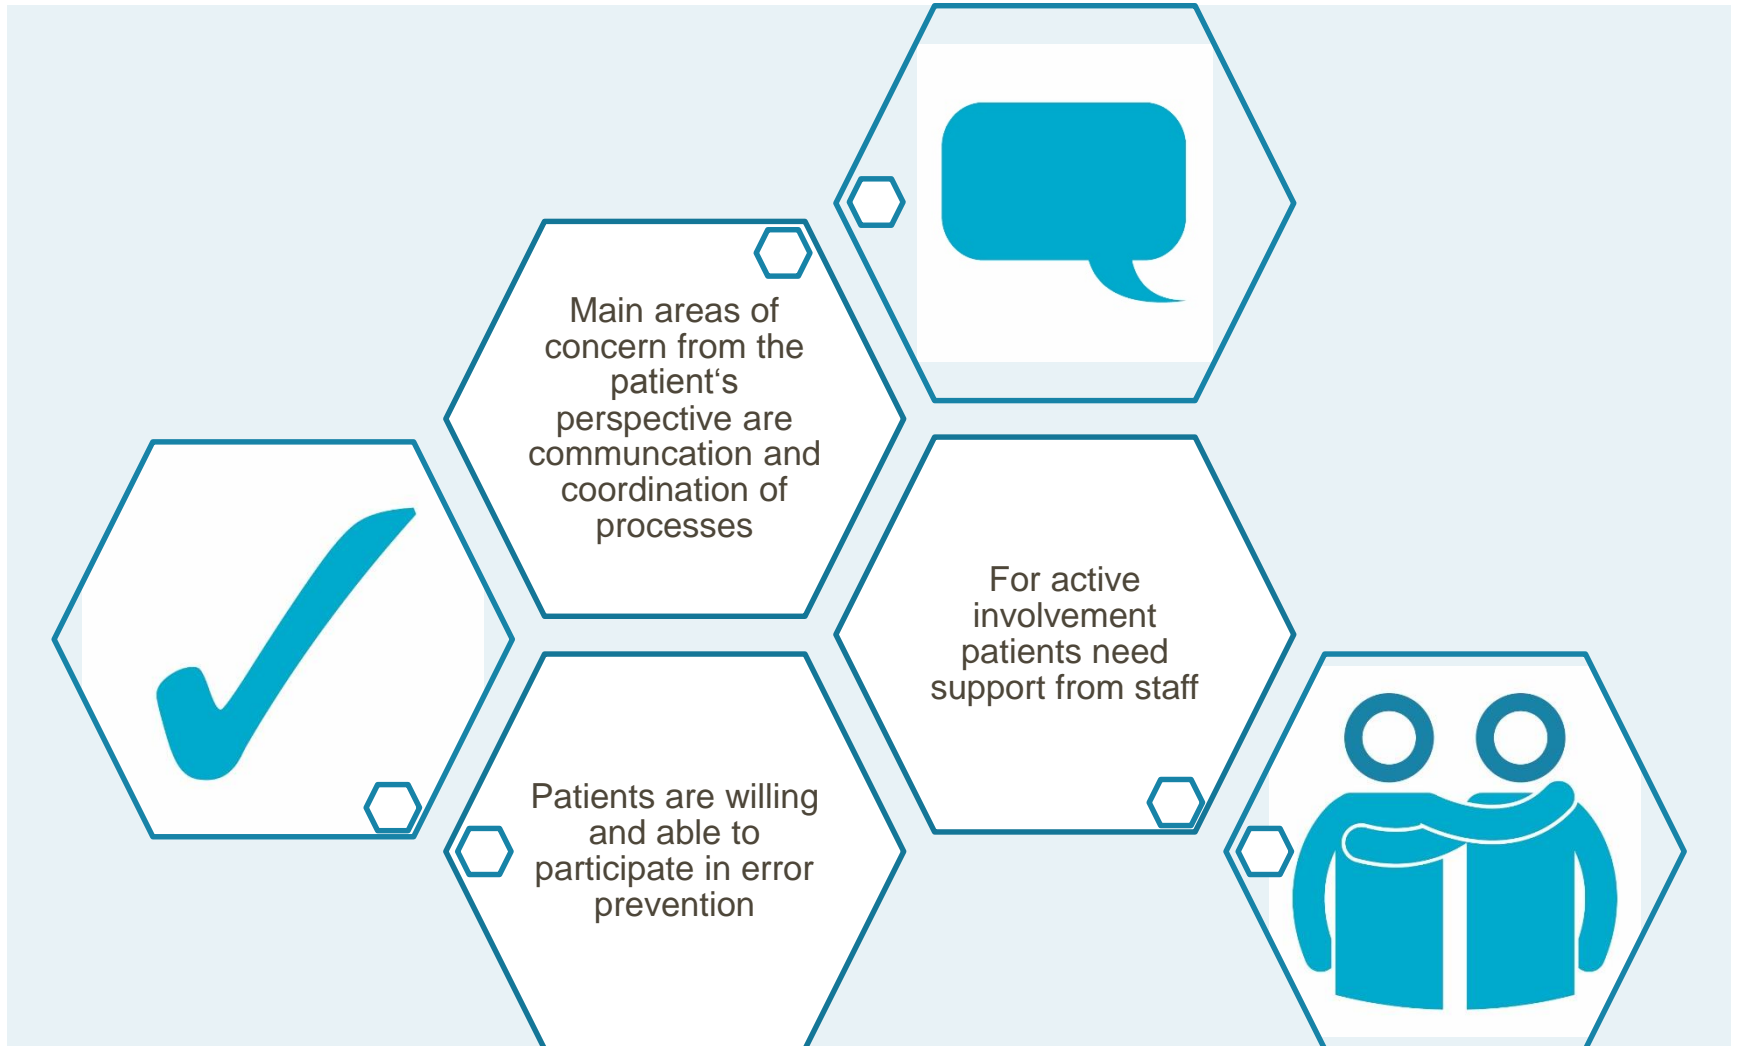 Main areas of
concern from the
patient‘s
perspective are
communcation and
coordination of
processes
For active
involvement
patients need
support from staff
Patients are willing
and able to
participate in error
prevention